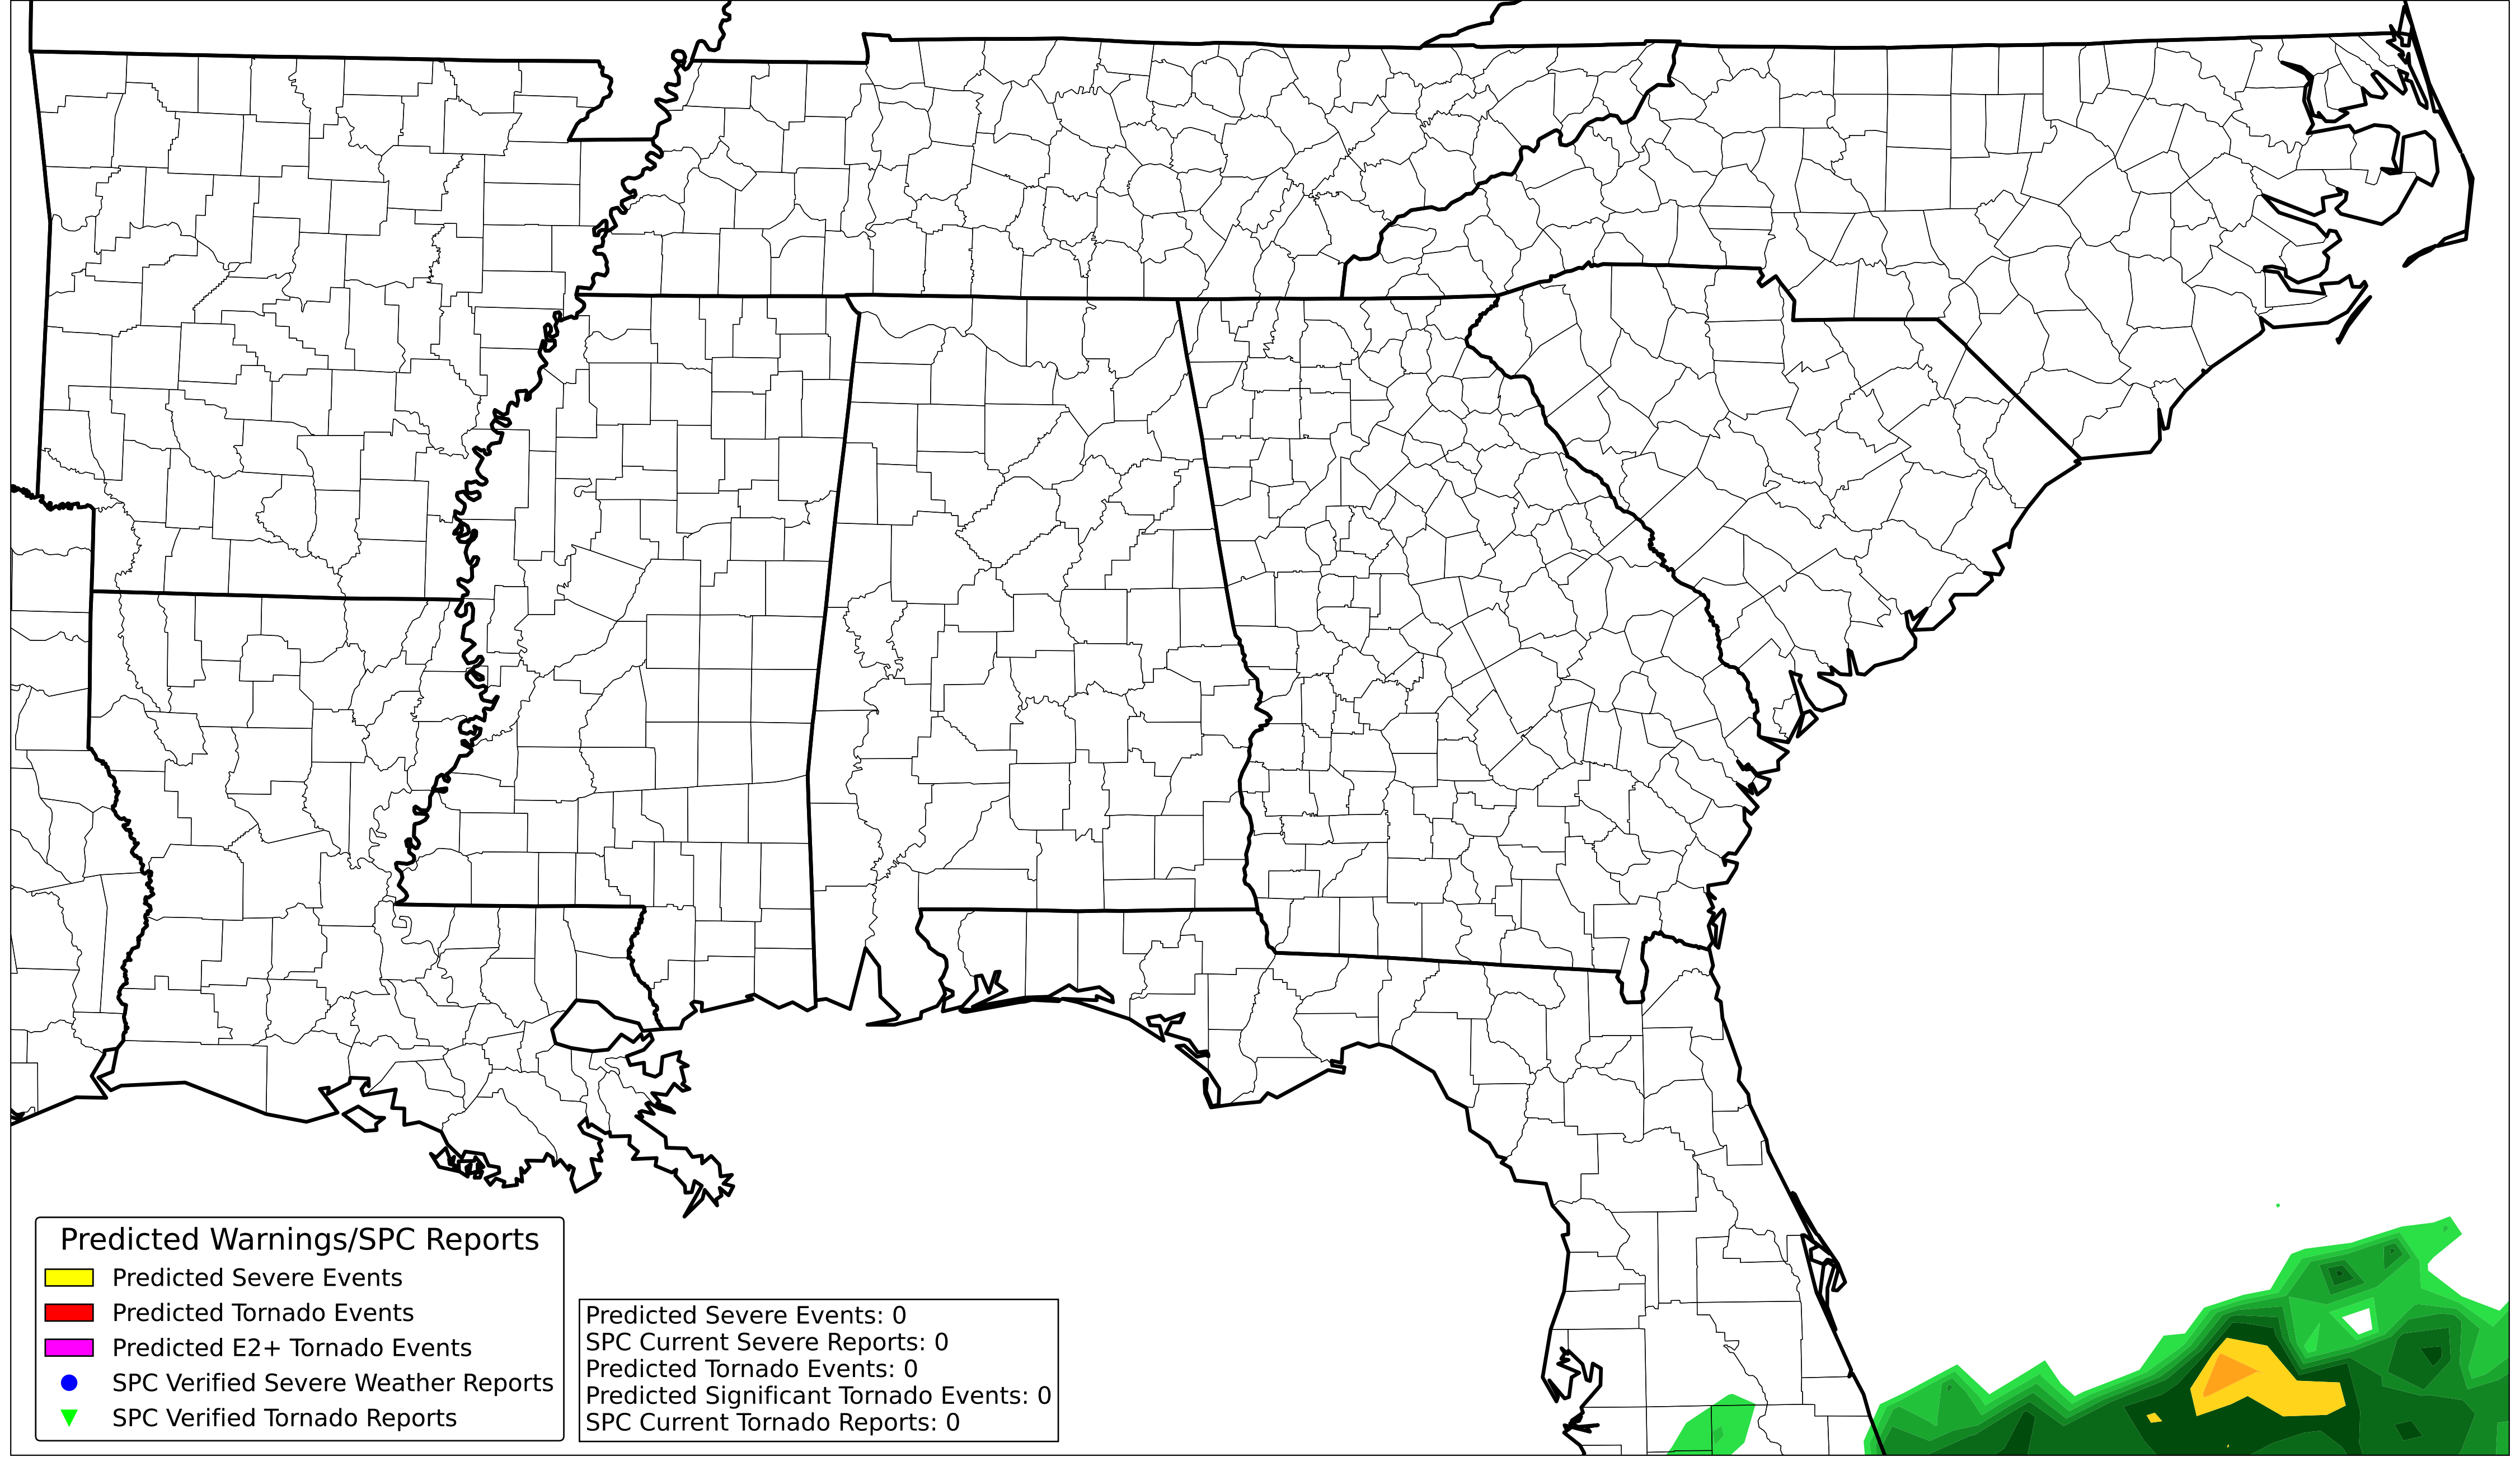 Predicted Warnings/SPC Reports
Predicted Severe Events
Predicted Tornado Events
Predicted E2+ Tornado Events
SPC Verified Severe Weather Reports
SPC Verified Tornado Reports
Predicted Severe Events: 0
SPC Current Severe Reports: 0
Predicted Tornado Events: 0
Predicted Significant Tornado Events: 0
SPC Current Tornado Reports: 0